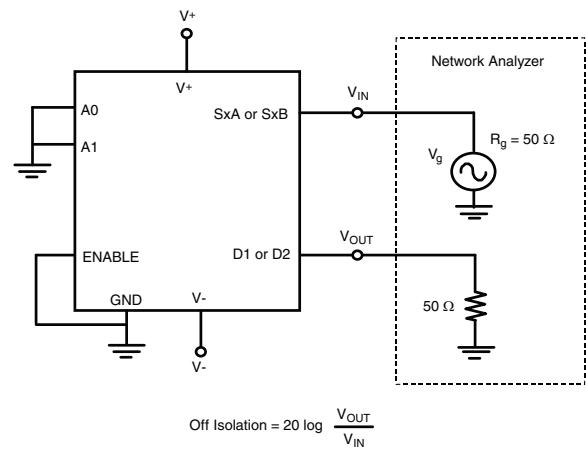 V+
V+
Network Analyzer
A0
SxA or SxB
VIN
A1
Vg
Rg = 50 Ω
ENABLE
D1 or D2
VOUT
GND
V-
50 Ω
V-
Off Isolation = 20 log VOUT
VIN